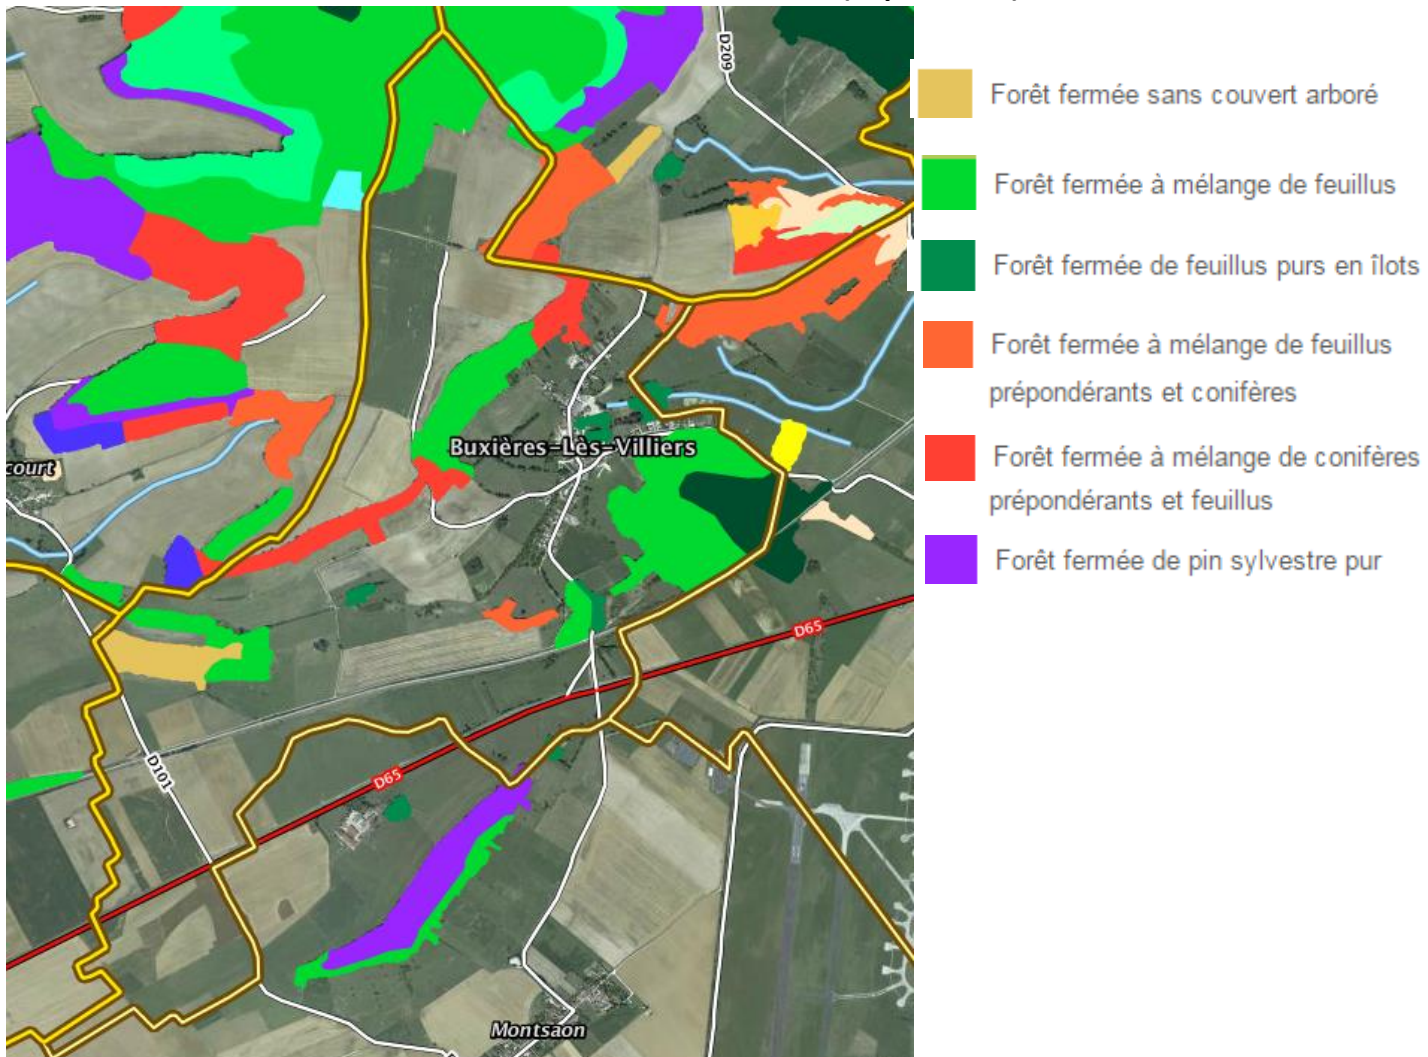 D209
Forêt fermée sans couvert arboré
Forêt fermée à mélange de feuillus
Forêt fermée de feuillus purs en îlots
Forêt fermée à mélange de feuillus
prépondérants et conifères
Buxières-Lès-Villiers
court
Forêt fermée à mélange de conifères
prépondérants et feuillus
Forêt fermée de pin sylvestre pur
D65
D101
D65
Montsaon